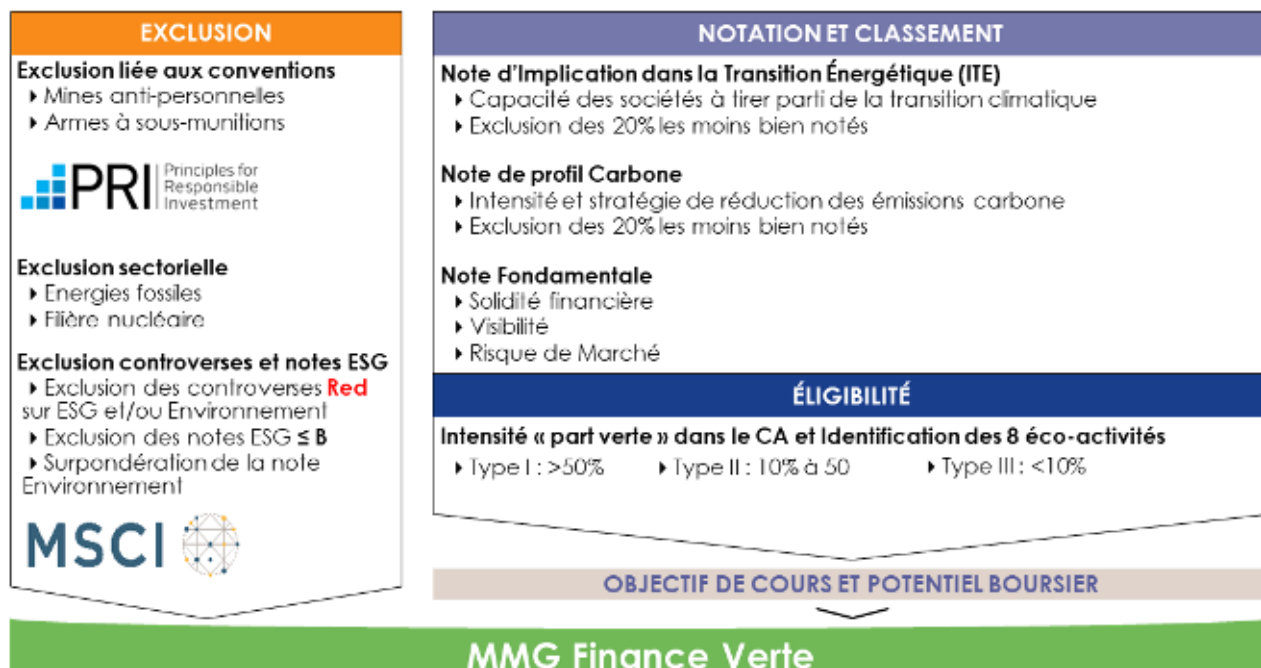 EXCLUSION
Exclusion liée aux conventions
Mines anti-personnelles
Armes à sous-munitions
PRI
Principles for
Responsible
Investment
Exclusion sectorielle
Energies fossiles
Filière nucléaire
Exclusion controverses et notes ESG
Exclusion des controverses Red
sur ESG et/ou Environnement
Exclusion des notes ESG ≤ B
Surpondération de la note
Environnement
MSCI
NOTATION ET CLASSEMENT
Note d'Implication dans la Transition Énergétique (ITE)
Capacité des sociétés à tirer parti de la transition climatique
Exclusion des 20% les moins bien notés
Note de profil Carbone
Intensité et stratégie de réduction des émissions carbone
Exclusion des 20% les moins bien notés
Note Fondamentale
Solidité financière
Visibilité
Risque de Marché
ÉLIGIBILITÉ
Intensité « part verte » dans le CA et Identification des 8 éco-activités
Type I : >50% Type II : 10% à 50 Type III : <10%
OBJECTIF DE COURS ET POTENTIEL BOURSIER
MMG Finance Verte